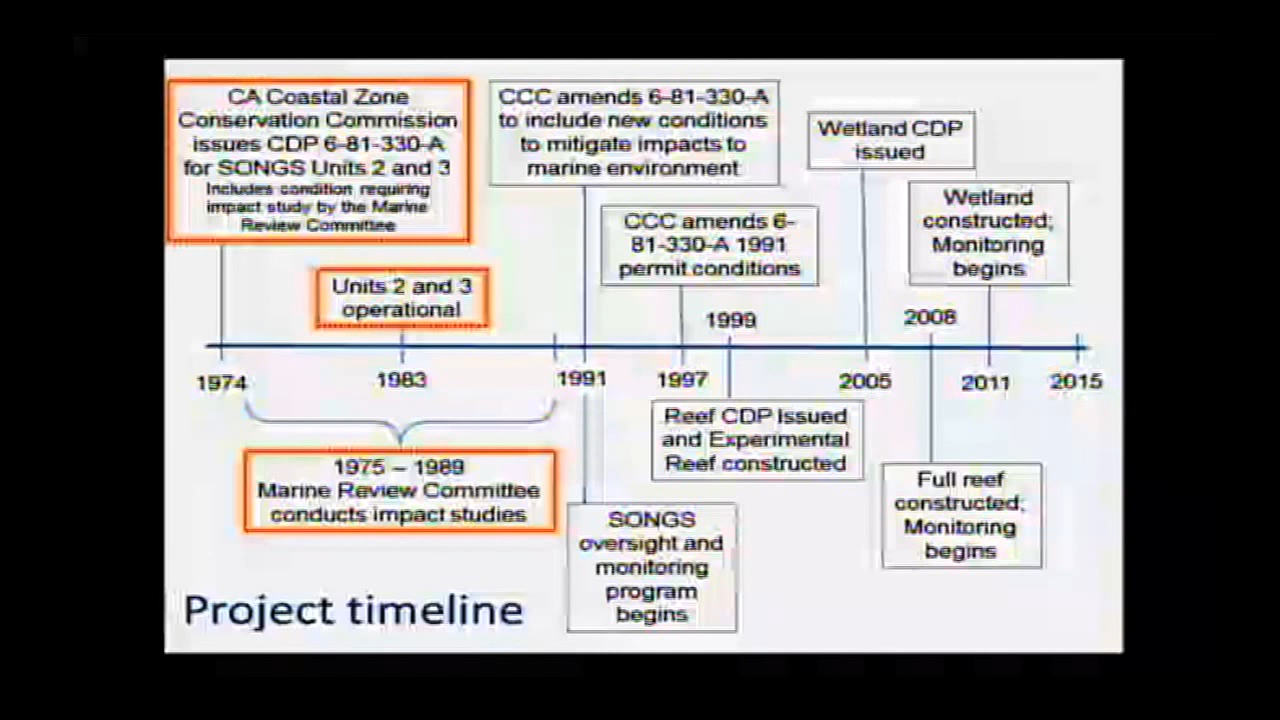 CA Coastal Zone
Conservation Commission
issues CDP 6-81-330-A
for SONGS Units 2 and 3
Includes condition requiring
impact study by the Marine
Review Committee
CCC amends 6-81-330-A
to include new conditions
to mitigate impacts to
marine environment
Wetland CDP
issued
Wetland
constructed;
Monitoring
begins
CCC amends 6-
81-330-A 1991
permit conditions
Units 2 and 3
operational
1999
2008
1974
1983
1991
1997
2005
2011
2015
Reef CDP issued
and Experimental
Reef constructed
1975 – 1989
Marine Review Committee
conducts impact studies
Full reef
constructed;
Monitoring
begins
SONGS
oversight and
monitoring
program
begins
Project timeline